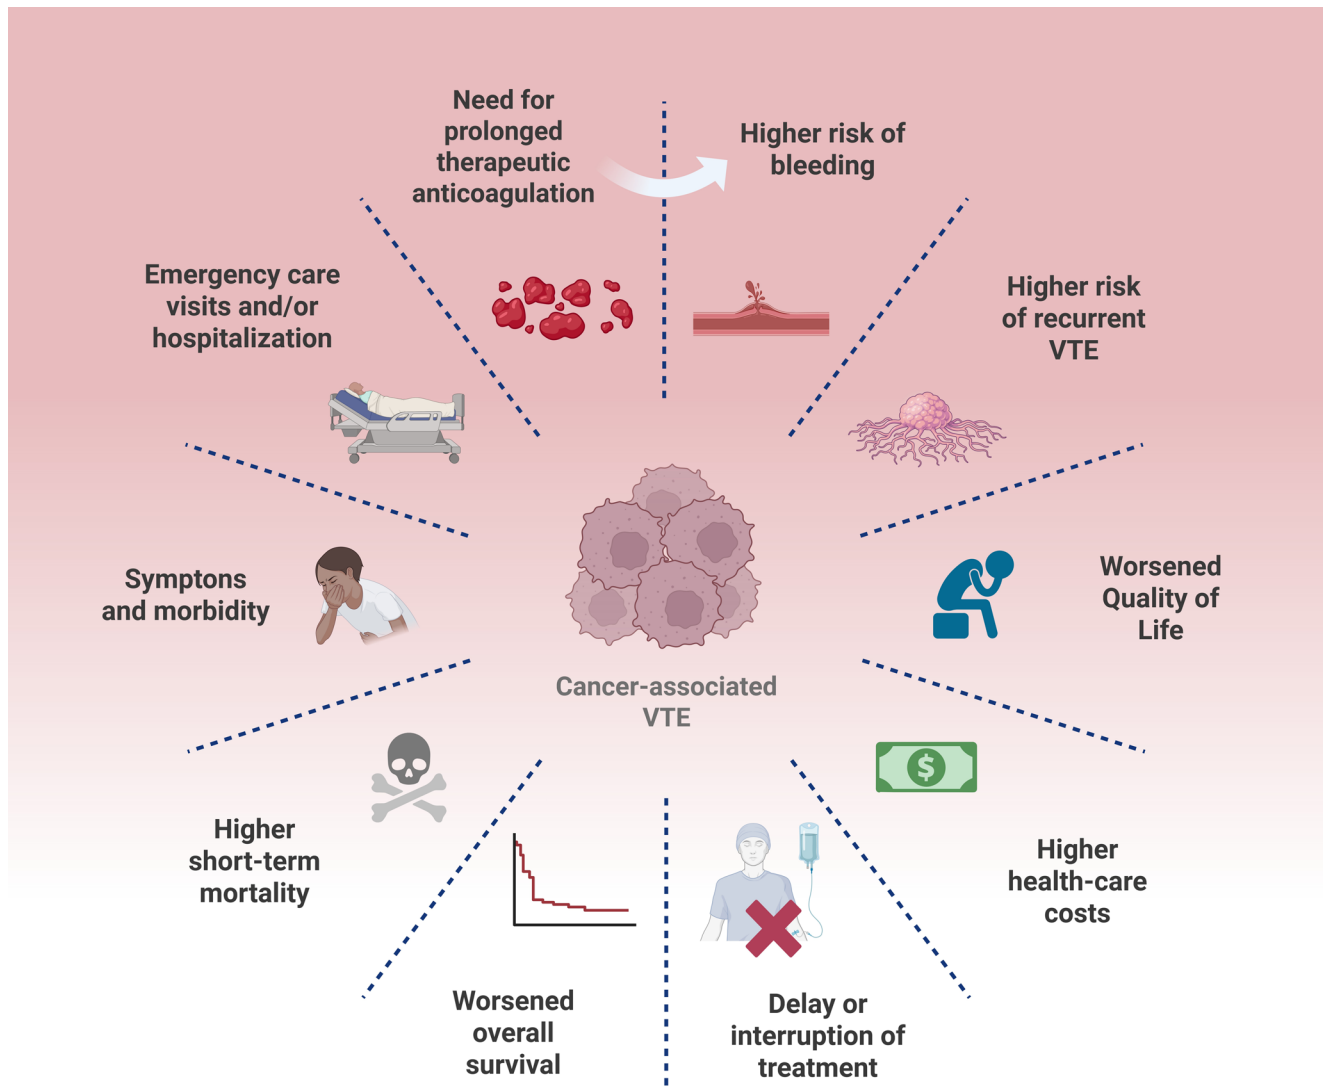 Need for
prolonged
therapeutic
anticoagulation
Higher risk of
bleeding
Higher risk
of recurrent
VTE
Worsened
Quality of
Life
Higher
health-care
costs
Delay or
interruption of
treatment
Worsened
overall
survival
Higher
short-term
mortality
Symptons
and morbidity
Emergency care
visits and/or
hospitalization
Cancer-associated
VTE
$